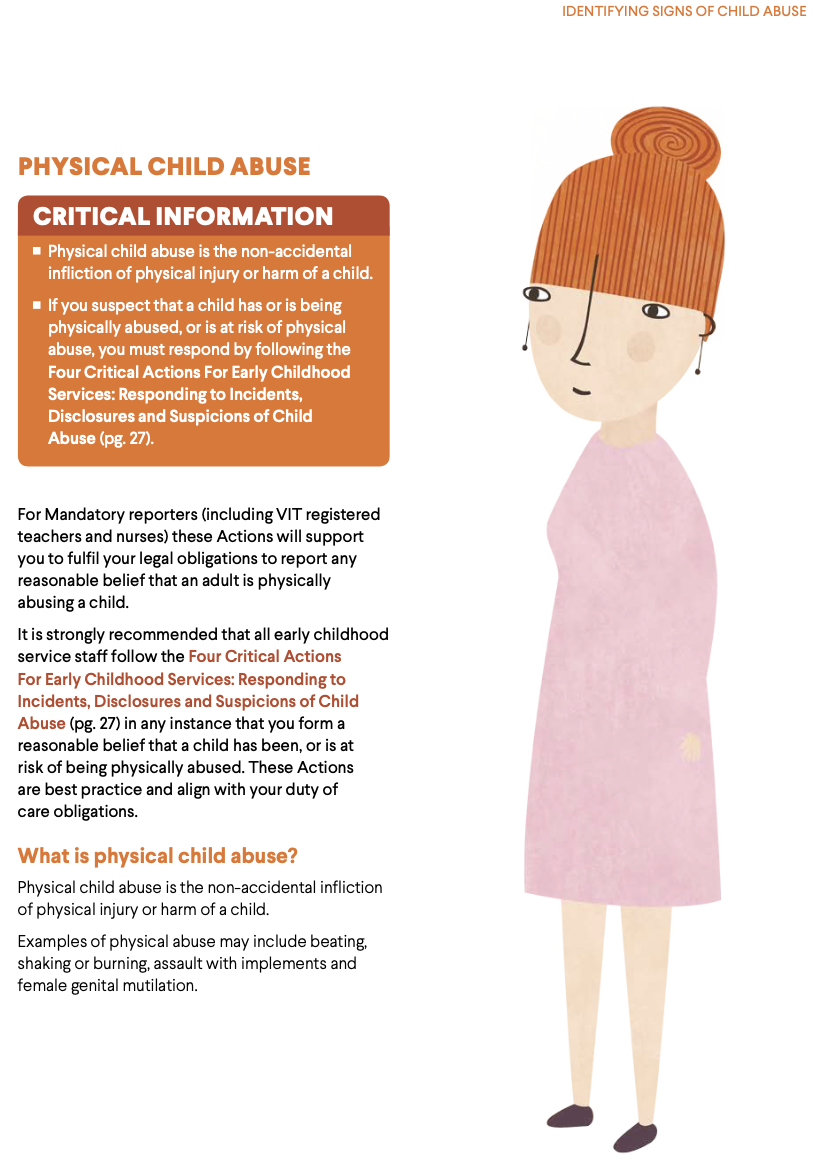 IDENTIFYING SIGNS OF CHILD ABUSE
PHYSICAL CHILD ABUSE
CRITICAL INFORMATION
■ Physical child abuse is the non-accidental
infliction of physical injury or harm of a child.
■ If you suspect that a child has or is being
physically abused, or is at risk of physical
abuse, you must respond by following the
Four Critical Actions For Early Childhood
Services: Responding to Incidents,
Disclosures and Suspicions of Child
Abuse (pg. 27).
For Mandatory reporters (including VIT registered
teachers and nurses) these Actions will support
you to fulfil your legal obligations to report any
reasonable belief that an adult is physically
abusing a child.
It is strongly recommended that all early childhood
service staff follow the Four Critical Actions
For Early Childhood Services: Responding to
Incidents, Disclosures and Suspicions of Child
Abuse (pg. 27) in any instance that you form a
reasonable belief that a child has been, or is at
risk of being physically abused. These Actions
are best practice and align with your duty of
care obligations.
What is physical child abuse?
Physical child abuse is the non-accidental infliction
of physical injury or harm of a child.
Examples of physical abuse may include beating,
shaking or burning, assault with implements and
female genital mutilation.